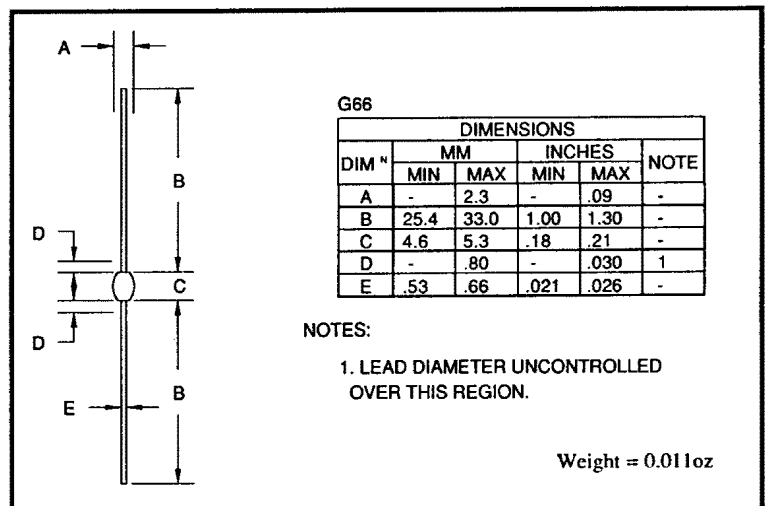 A
B
D
C
D
B
E
G66
DIMENSIONS
DIM ᴺ MM INCHES NOTE
MIN MAX MIN MAX
A - 2.3 - .09 -
B 25.4 33.0 1.00 1.30 -
C 4.6 5.3 .18 .21 -
D - .80 - .030 1
E .53 .66 .021 .026 -
NOTES:
1. LEAD DIAMETER UNCONTROLLED
OVER THIS REGION.
Weight = 0.011oz